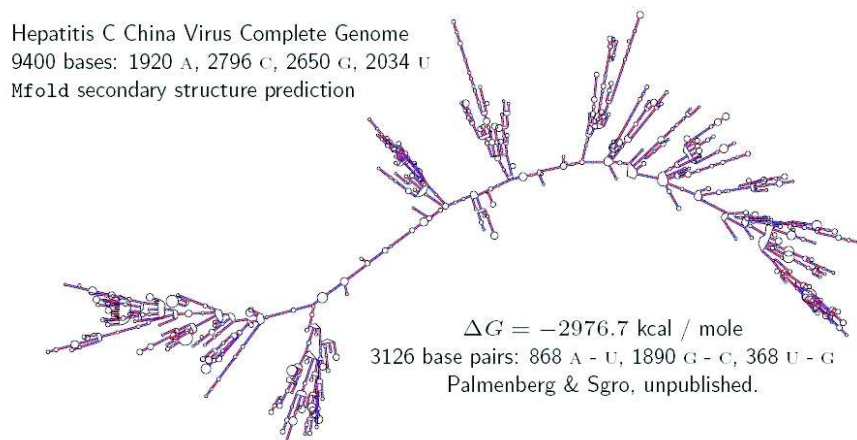 Hepatitis C China Virus Complete Genome
9400 bases: 1920 A, 2796 C, 2650 G, 2034 U
Mfold secondary structure prediction
ΔG = −2976.7 kcal / mole
3126 base pairs: 868 A - U, 1890 G - C, 368 U - G
Palmenberg & Sgro, unpublished.